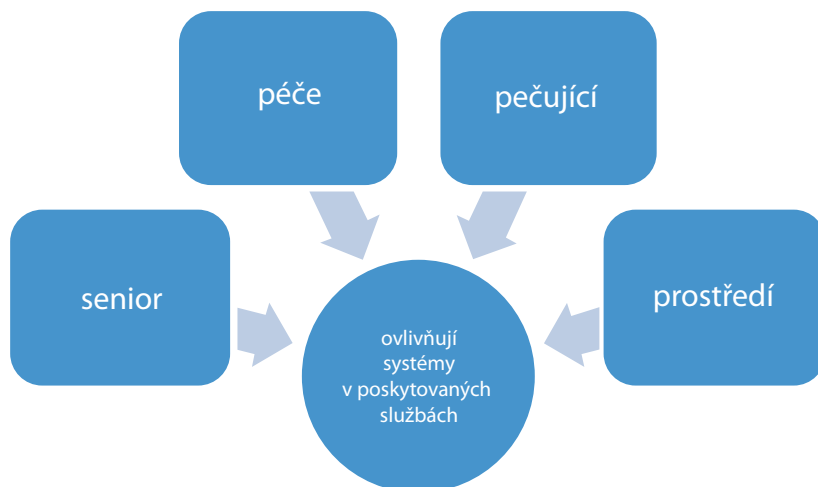 péče
pečující
senior
prostředí
ovlivňují
systémy
v poskytovaných
službách